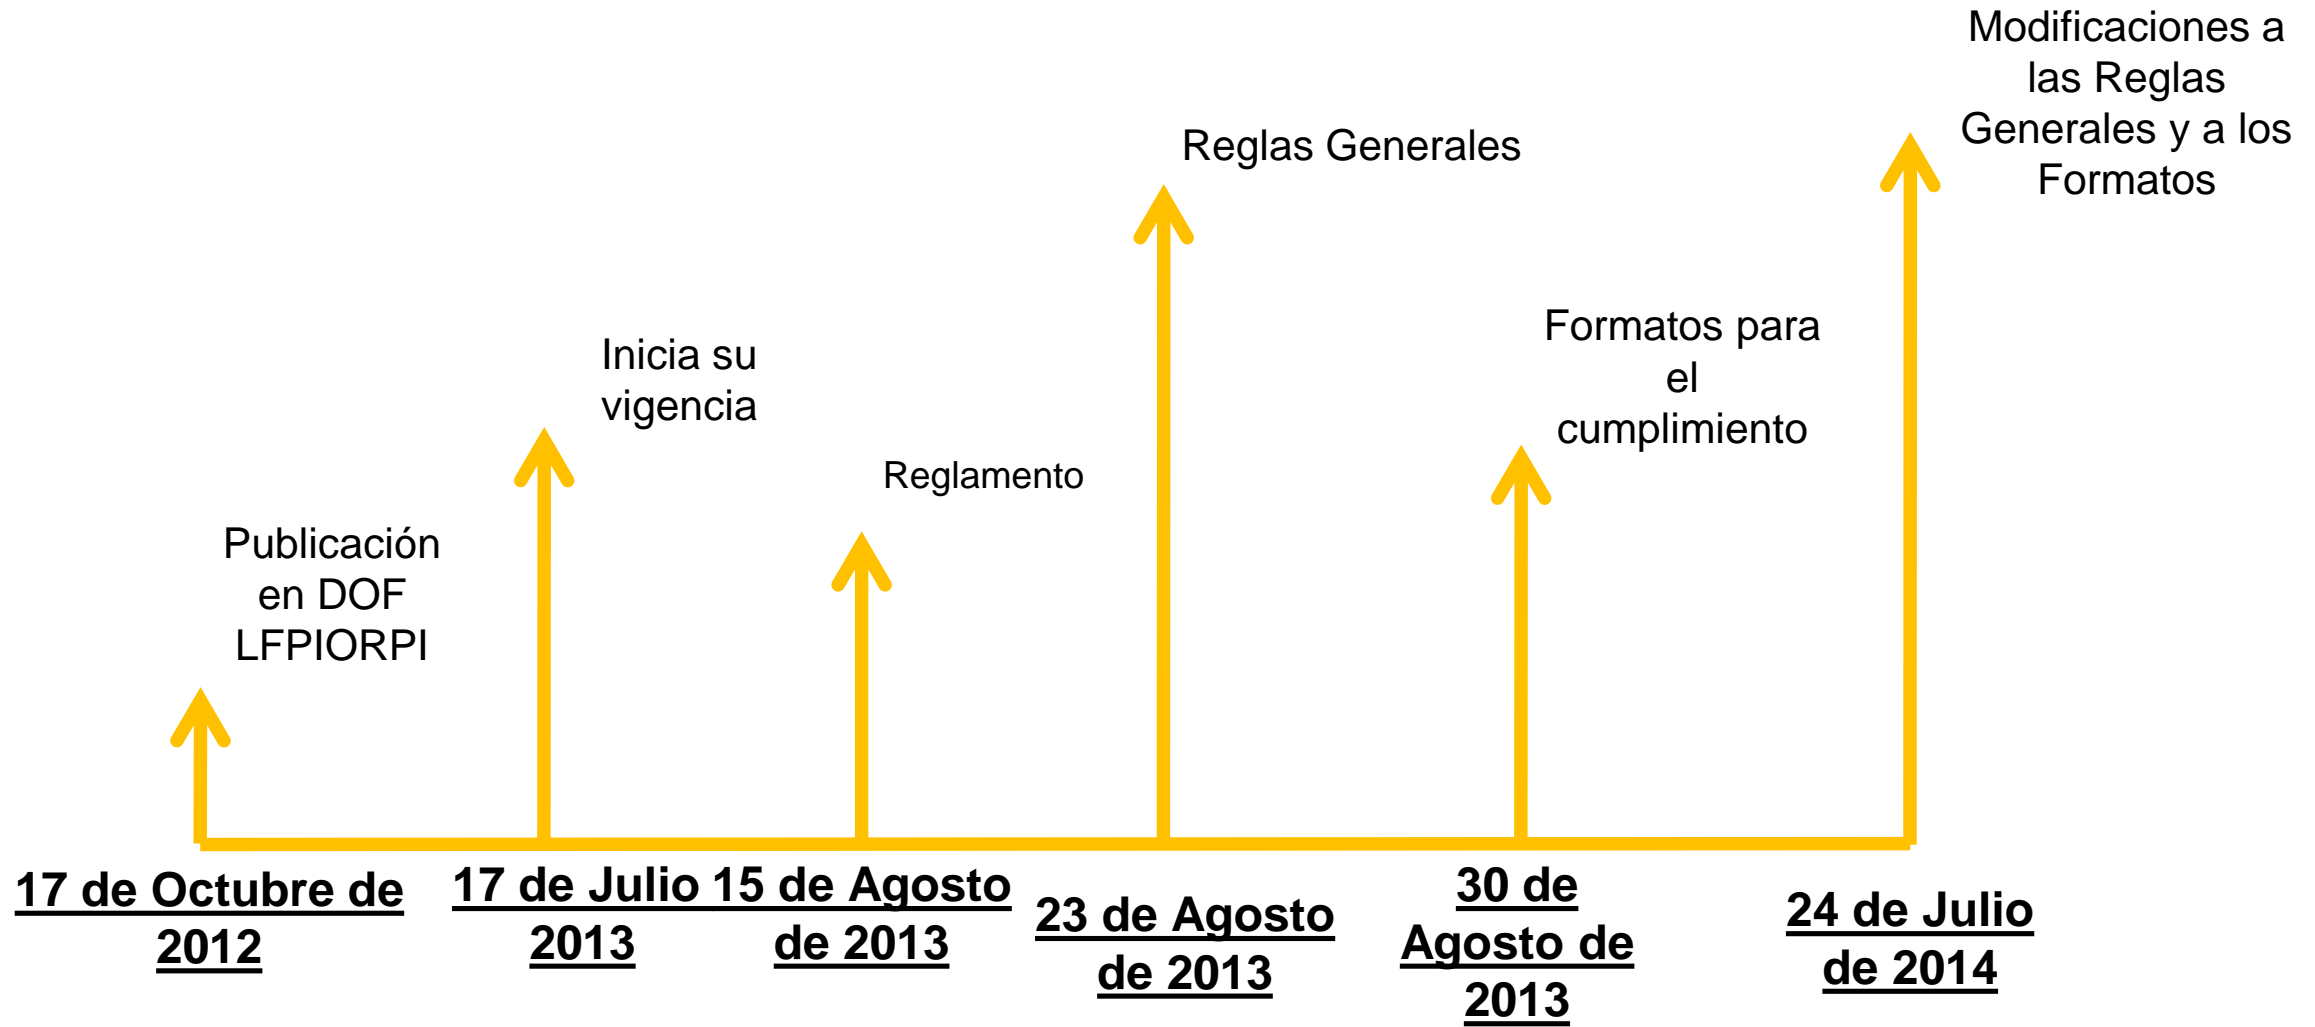 Modificaciones a
las Reglas
Generales y a los
Formatos
Reglas Generales
Formatos para
el
cumplimiento
Inicia su
vigencia
Reglamento
Publicación
en DOF
LFPIORPI
17 de Octubre de
2012
17 de Julio
2013
15 de Agosto
de 2013
23 de Agosto
de 2013
30 de
Agosto de
2013
24 de Julio
de 2014